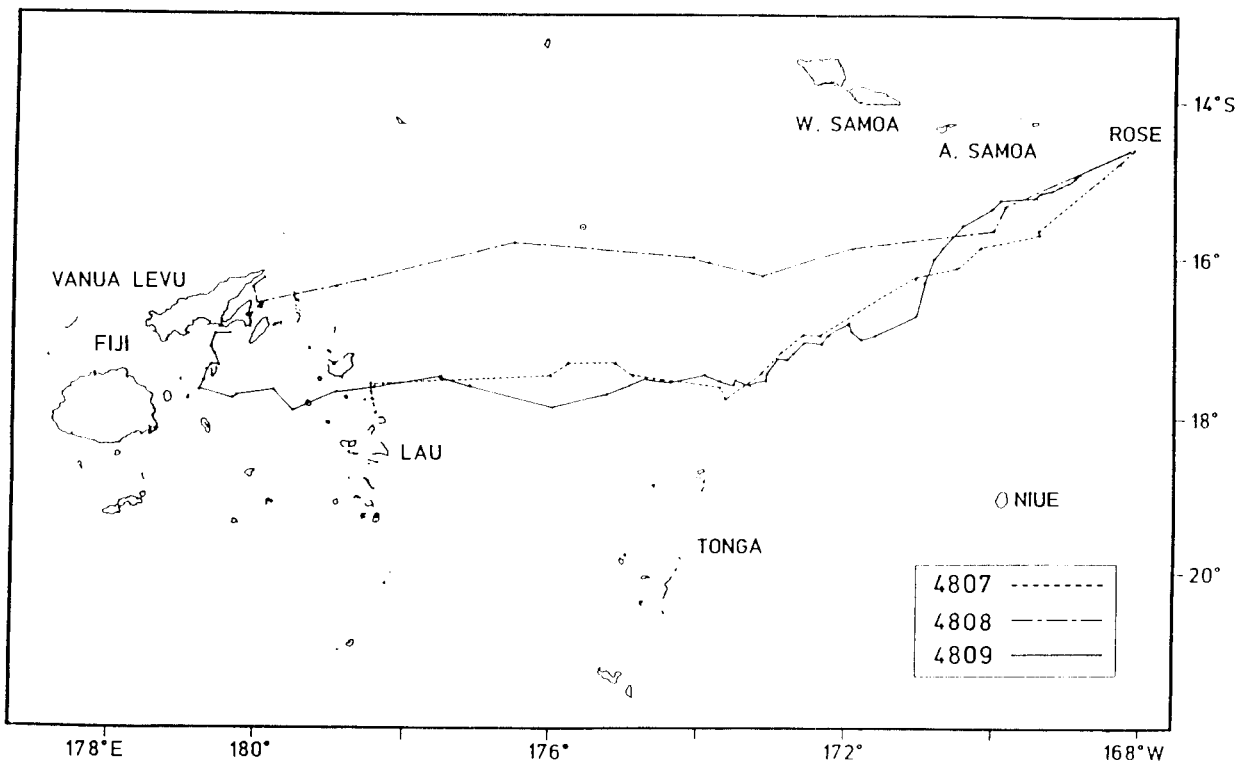 14°S
W. SAMOA
A. SAMOA
ROSE
16°
VANUA LEVU
FIJI
18°
LAU
NIUE
TONGA
20°
4807
4808
4809
178°E
180°
176°
172°
168°W